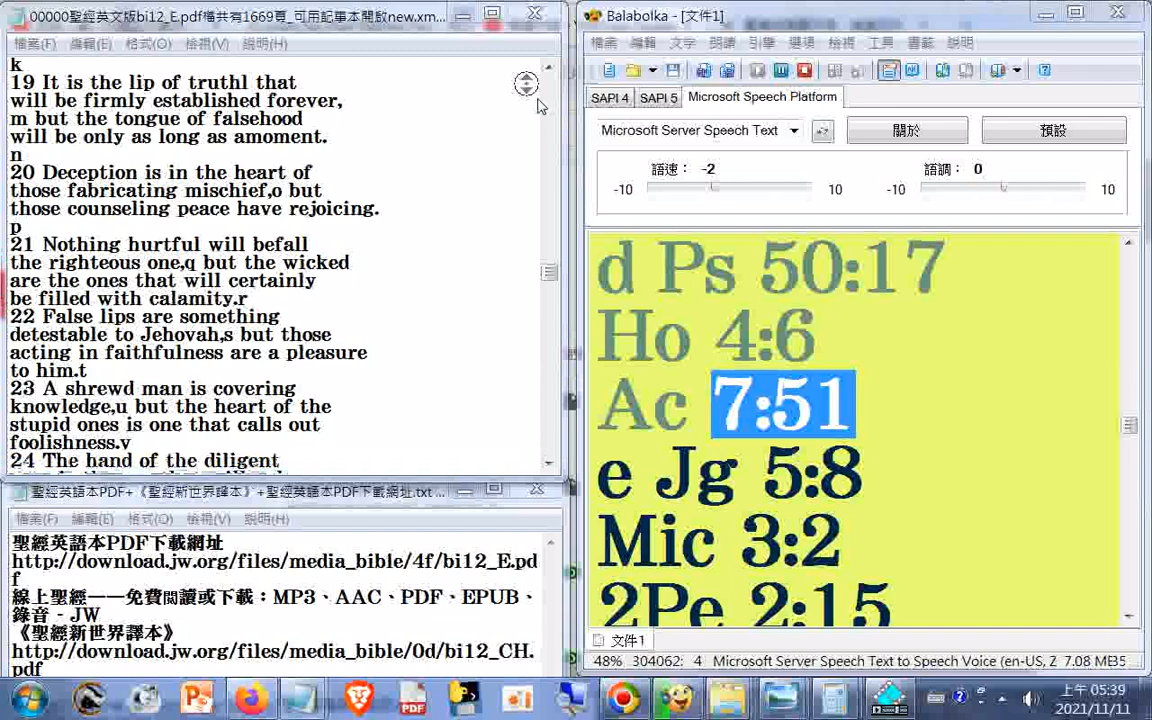 00000聖經英文版bi12_E.pdf檔共有1669頁_可用記事本開啟new.xm...
檔案(F) 編輯(E) 格式(O) 檢視(V) 說明(H)
k
19 It is the lip of truthl that
will be firmly established forever,
m but the tongue of falsehood
will be only as long as amoment.
n
20 Deception is in the heart of
those fabricating mischief,o but
those counseling peace have rejoicing.
p
21 Nothing hurtful will befall
the righteous one,q but the wicked
are the ones that will certainly
be filled with calamity.r
22 False lips are something
detestable to Jehovah,s but those
acting in faithfulness are a pleasure
to him.t
23 A shrewd man is covering
knowledge,u but the heart of the
stupid ones is one that calls out
foolishness.v
24 The hand of the diligent
聖經英語本PDF+《聖經新世界譯本》+聖經英語本PDF下載網址.txt ...
檔案(F) 編輯(E) 格式(O) 檢視(V) 說明(H)
聖經英語本PDF下載網址
http://download.jw.org/files/media_bible/4f/bi12_E.pd
f
線上聖經——免費閱讀或下載：MP3、AAC、PDF、EPUB、
錄音 - JW
《聖經新世界譯本》
http://download.jw.org/files/media_bible/0d/bi12_CH.
pdf
Balabolka - [文件1]
檔案 編輯 文字 朗讀 引擎 選項 檢視 工具 書籤 說明
SAPI 4 SAPI 5 Microsoft Speech Platform
Microsoft Server Speech Text 關於 預設
語速： -2 語調： 0
-10 10 -10 10
d Ps 50:17
Ho 4:6
Ac 7:51
e Jg 5:8
Mic 3:2
2Pe 2:15
文件1
48% 304062: 4 Microsoft Server Speech Text to Speech Voice (en-US, Z 7.08 MB
上午 05:39
2021/11/11